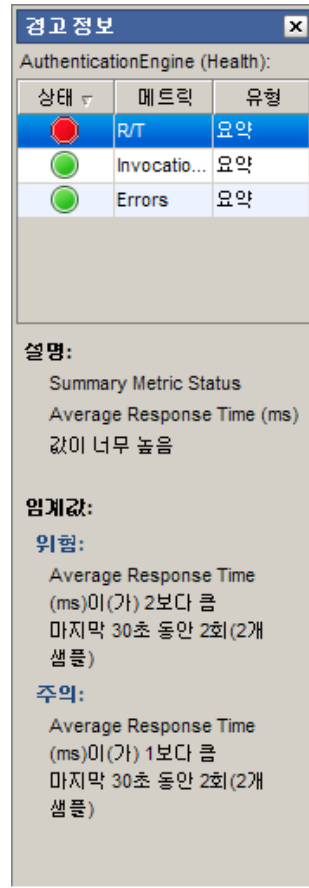 경고 정보
AuthenticationEngine (Health):
상태 메트릭 유형
R/T 요약
Invocatio... 요약
Errors 요약
설명:
Summary Metric Status
Average Response Time (ms)
값이 너무 높음
임계값:
위험:
Average Response Time
(ms)이(가) 2보다 큼
마지막 30초 동안 2회(2개
샘플)
주의:
Average Response Time
(ms)이(가) 1보다 큼
마지막 30초 동안 2회(2개
샘플)